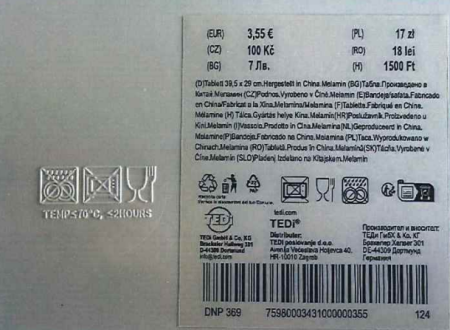 (EUR) 3,55 € (PL) 17 zł
(CZ) 100 Kč (RO) 18 lei
(BG) 7 Лв. (H) 1500 Ft
(D)Tablett 39,5 x 29 cm.Hergestellt in China.Melamin (BG)Табла.Произведено в
Китай.Меламин (CZ)Podnos.Vyrobeno v Číně.Melamin (E)Bandeja/safata.Fabricado
en China/Fabricat a la Xina.Melamina/Melamina (F)Tablette.Fabriqué en Chine.
Melamine (H) Tálca.Gyártás helye Kína.Melamin(HR)Poslužavnik.Proizvedeno u
Kini.Melamin (I)Vassoio.Prodotto in Cina.Melamina(NL)Geproduceerd in China.
Melamine(P)Bandeja.Fabricado na China.Melamina (PL)Taca.Wyprodukowano w
Chinach.Melamina (RO)Tabletă.Produs în China.Melamină(SK)Tácňa.Vyrobené v
Číne.Melamín (SLO)Pladenj Izdelano na Kitajskem.Melamin
TEMP≤70°C, ≤2HOURS
TEDi
TEDi GmbH & Co. KG
Brackeler Hellweg 301
D-44309 Dortmund
info@tedi.com
tedi.com
TEDi®
Distributer:
TEDI poslovanje d.o.o.
Avenija Većeslava Holjevca 40,
HR-10010 Zagreb
Производител и вносител:
ТЕДи ГмбХ & Ко. КГ
Бракелер Хелвег 301
DE-44309 Дортмунд
Германия
DNP 369 75980003431000000355 124